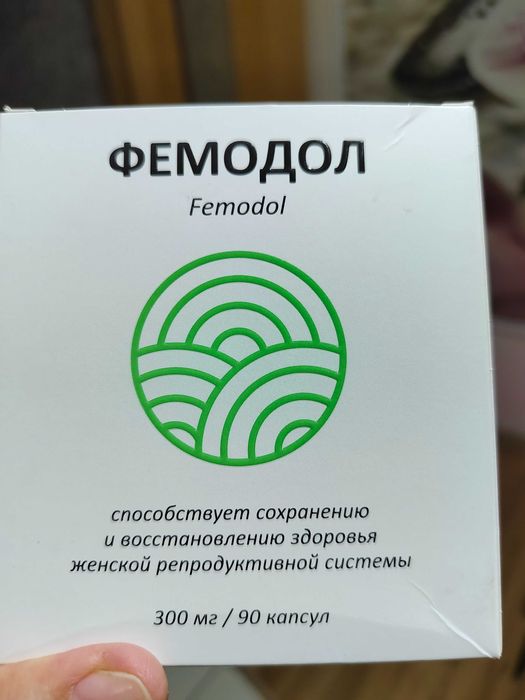 ФЕМОДОЛ
Femodol
способствует сохранению
и восстановлению здоровья
женской репродуктивной системы
300 мг / 90 капсул